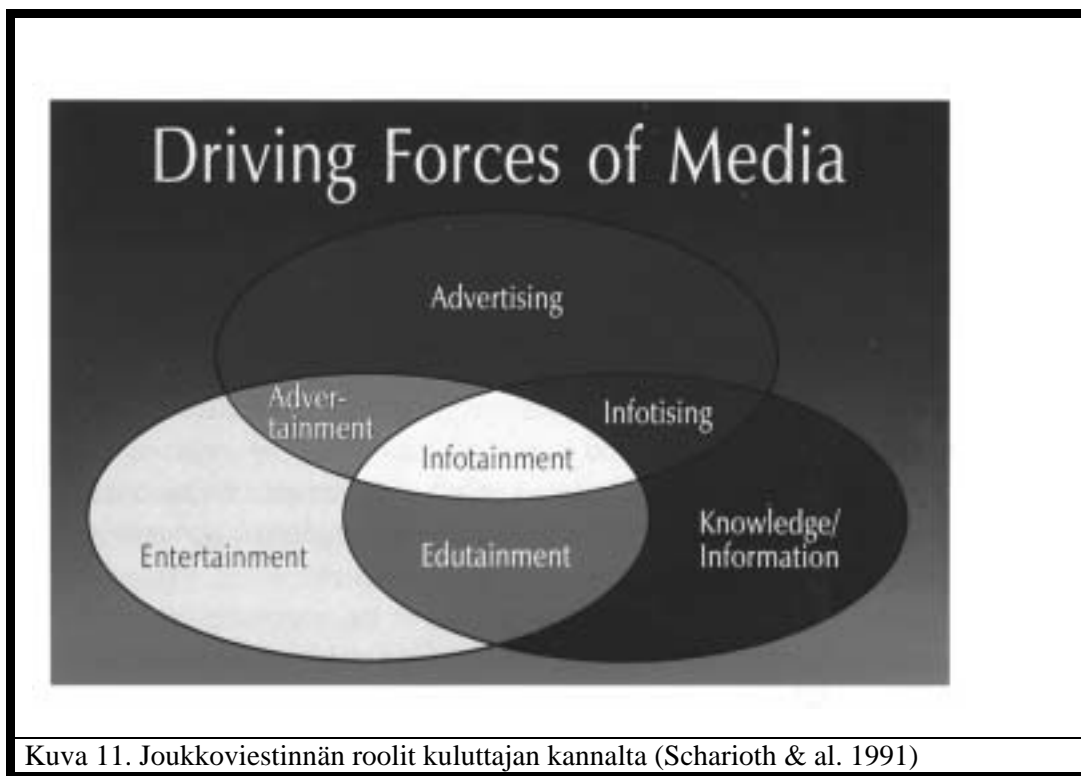 Driving Forces of Media
Advertising
Adver-
tainment
Infotising
Infotainment
Entertainment
Edutainment
Knowledge/
Information
Kuva 11. Joukkoviestinnän roolit kuluttajan kannalta (Scharioth & al. 1991)